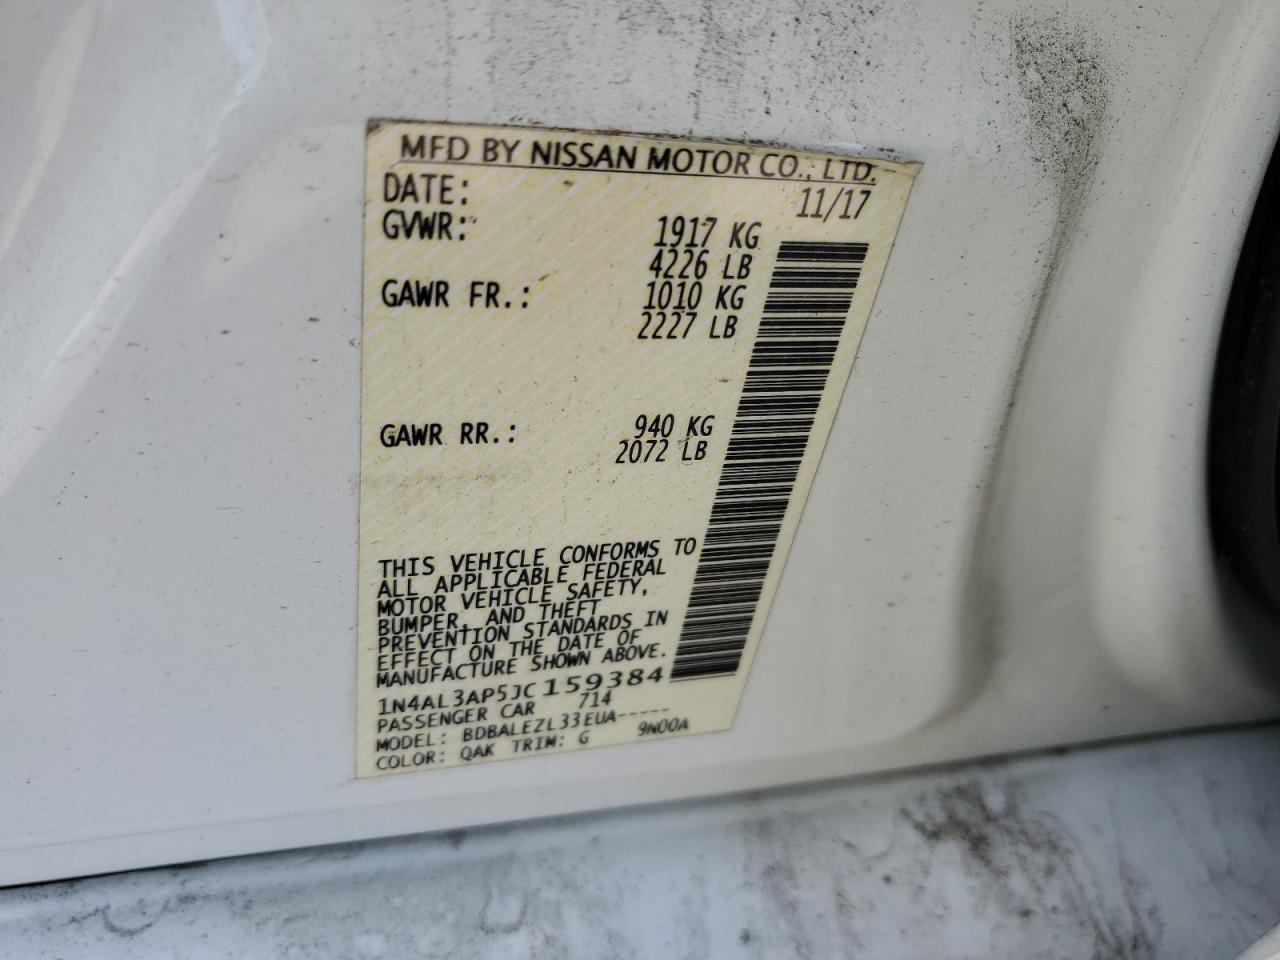 MFD BY NISSAN MOTOR CO., LTD.
DATE: 11/17
GVWR: 1917 KG
4226 LB
GAWR FR.: 1010 KG
2227 LB
GAWR RR.: 940 KG
2072 LB
THIS VEHICLE CONFORMS TO
ALL APPLICABLE FEDERAL
MOTOR VEHICLE SAFETY,
BUMPER, AND THEFT
PREVENTION STANDARDS IN
EFFECT ON THE DATE OF
MANUFACTURE SHOWN ABOVE.
1N4AL3AP5JC159384
PASSENGER CAR 714
MODEL: BDBALEZL33EUA-----
COLOR: QAK TRIM: G 9N00A